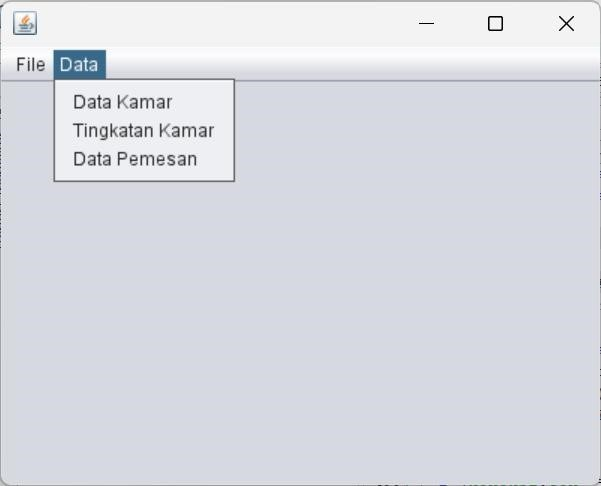 File Data
Data Kamar
Tingkatan Kamar
Data Pemesan